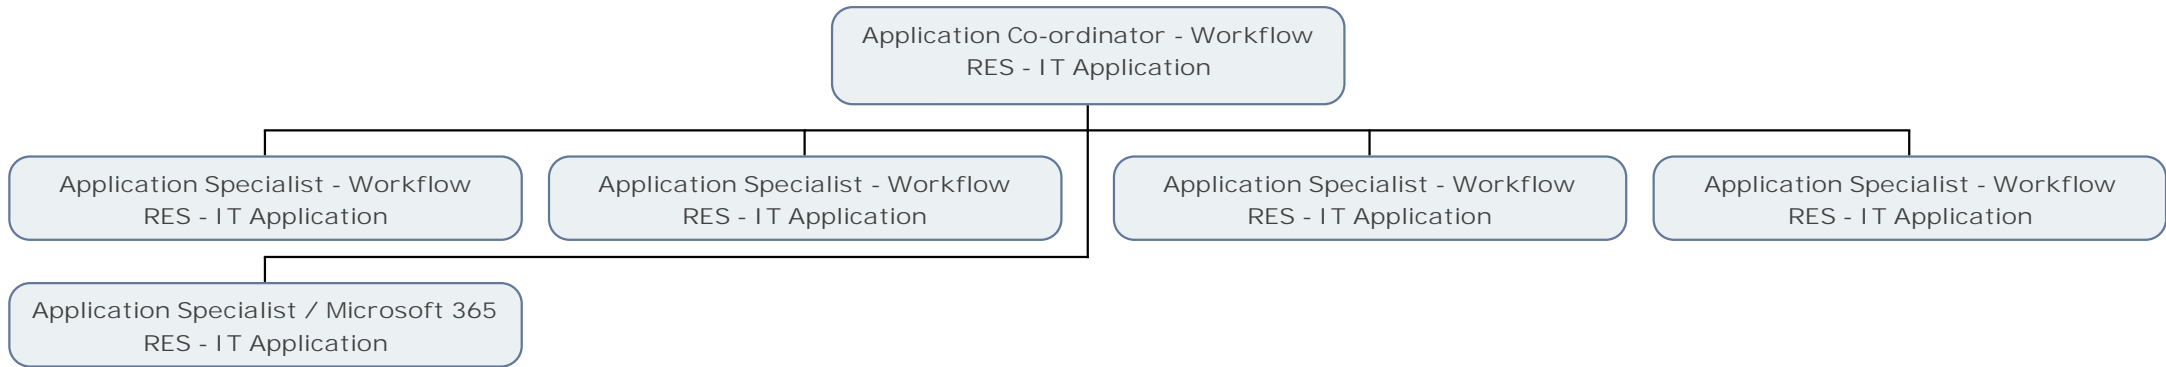 Application Co-ordinator - Workflow
RES - IT Application
Application Specialist - Workflow
RES - IT Application
Application Specialist - Workflow
RES - IT Application
Application Specialist - Workflow
RES - IT Application
Application Specialist - Workflow
RES - IT Application
Application Specialist / Microsoft 365
RES - IT Application